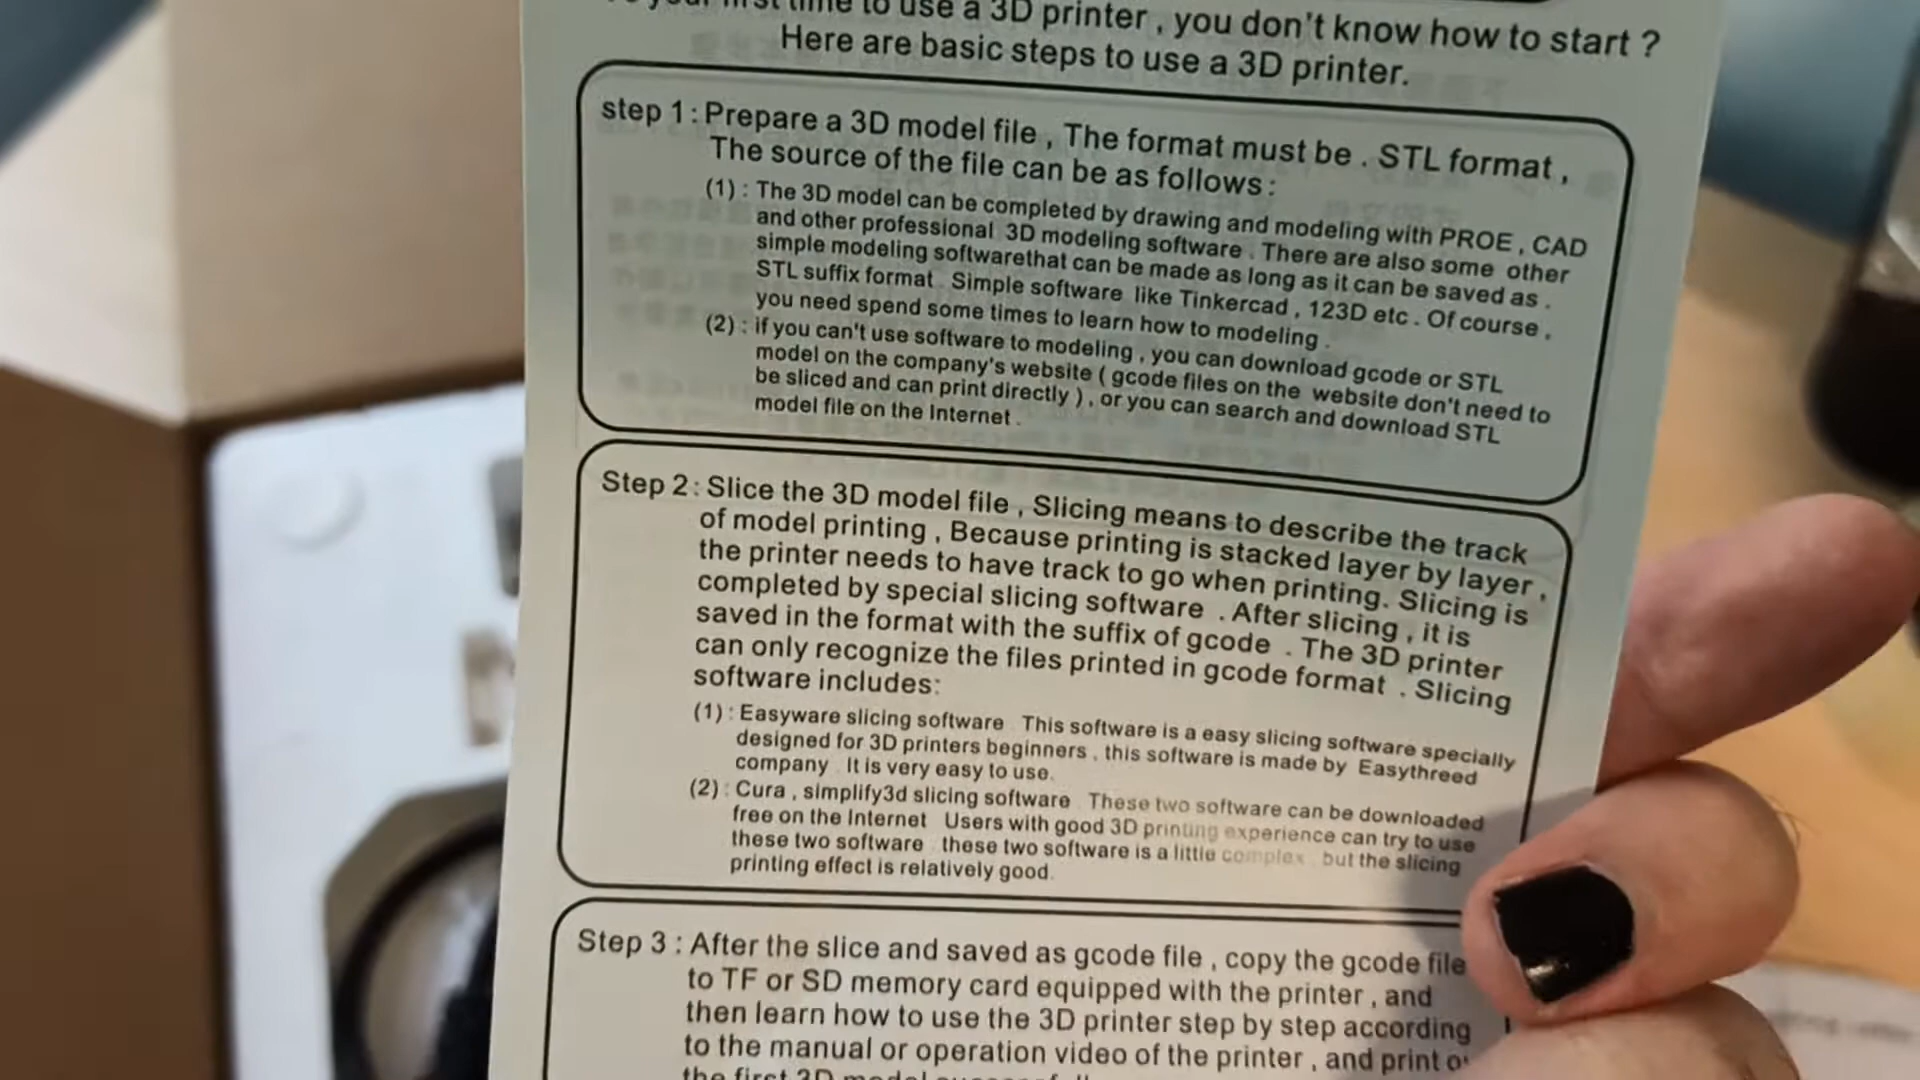 your first time to use a 3D printer , you don't know how to start ?
Here are basic steps to use a 3D printer.
step 1 : Prepare a 3D model file , The format must be . STL format ,
The source of the file can be as follows :
(1) : The 3D model can be completed by drawing and modeling with PROE , CAD
and other professional 3D modeling software . There are also some other
simple modeling softwarethat can be made as long as it can be saved as .
STL suffix format Simple software like Tinkercad , 123D etc . Of course ,
you need spend some times to learn how to modeling .
(2) : if you can't use software to modeling , you can download gcode or STL
model on the company's website ( gcode files on the website don't need to
be sliced and can print directly ) , or you can search and download STL
model file on the Internet .
Step 2 : Slice the 3D model file , Slicing means to describe the track
of model printing , Because printing is stacked layer by layer ,
the printer needs to have track to go when printing. Slicing is
completed by special slicing software . After slicing , it is
saved in the format with the suffix of gcode . The 3D printer
can only recognize the files printed in gcode format . Slicing
software includes:
(1) : Easyware slicing software This software is a easy slicing software specially
designed for 3D printers beginners , this software is made by Easythreed
company . It is very easy to use.
(2) : Cura , simplify3d slicing software These two software can be downloaded
free on the Internet Users with good 3D printing experience can try to use
these two software these two software is a little complex but the slicing
printing effect is relatively good.
Step 3 : After the slice and saved as gcode file , copy the gcode file
to TF or SD memory card equipped with the printer , and
then learn how to use the 3D printer step by step according
to the manual or operation video of the printer , and print
the first 3D model